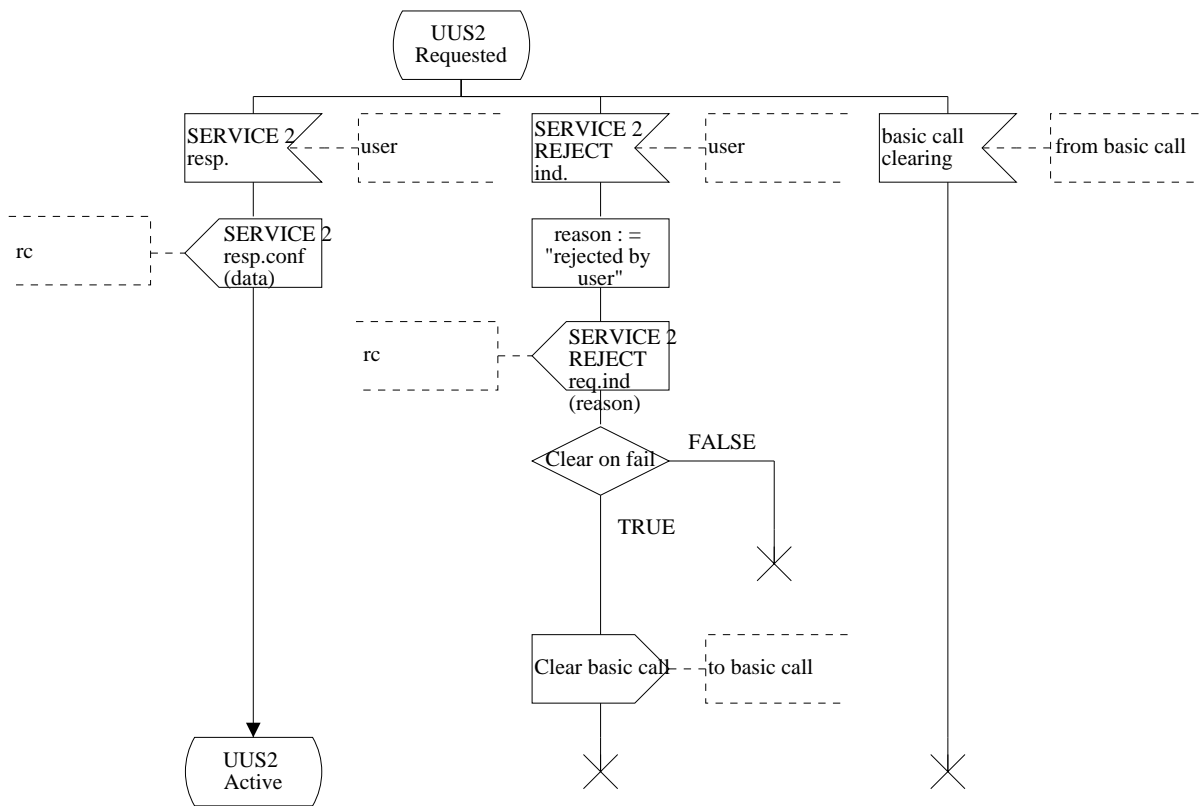 UUS2
Requested
SERVICE 2
resp.
user
SERVICE 2
REJECT
ind.
user
basic call
clearing
from basic call
rc
SERVICE 2
resp.conf
(data)
reason : =
"rejected by
user"
rc
SERVICE 2
REJECT
req.ind
(reason)
Clear on fail
FALSE
TRUE
Clear basic call
to basic call
UUS2
Active